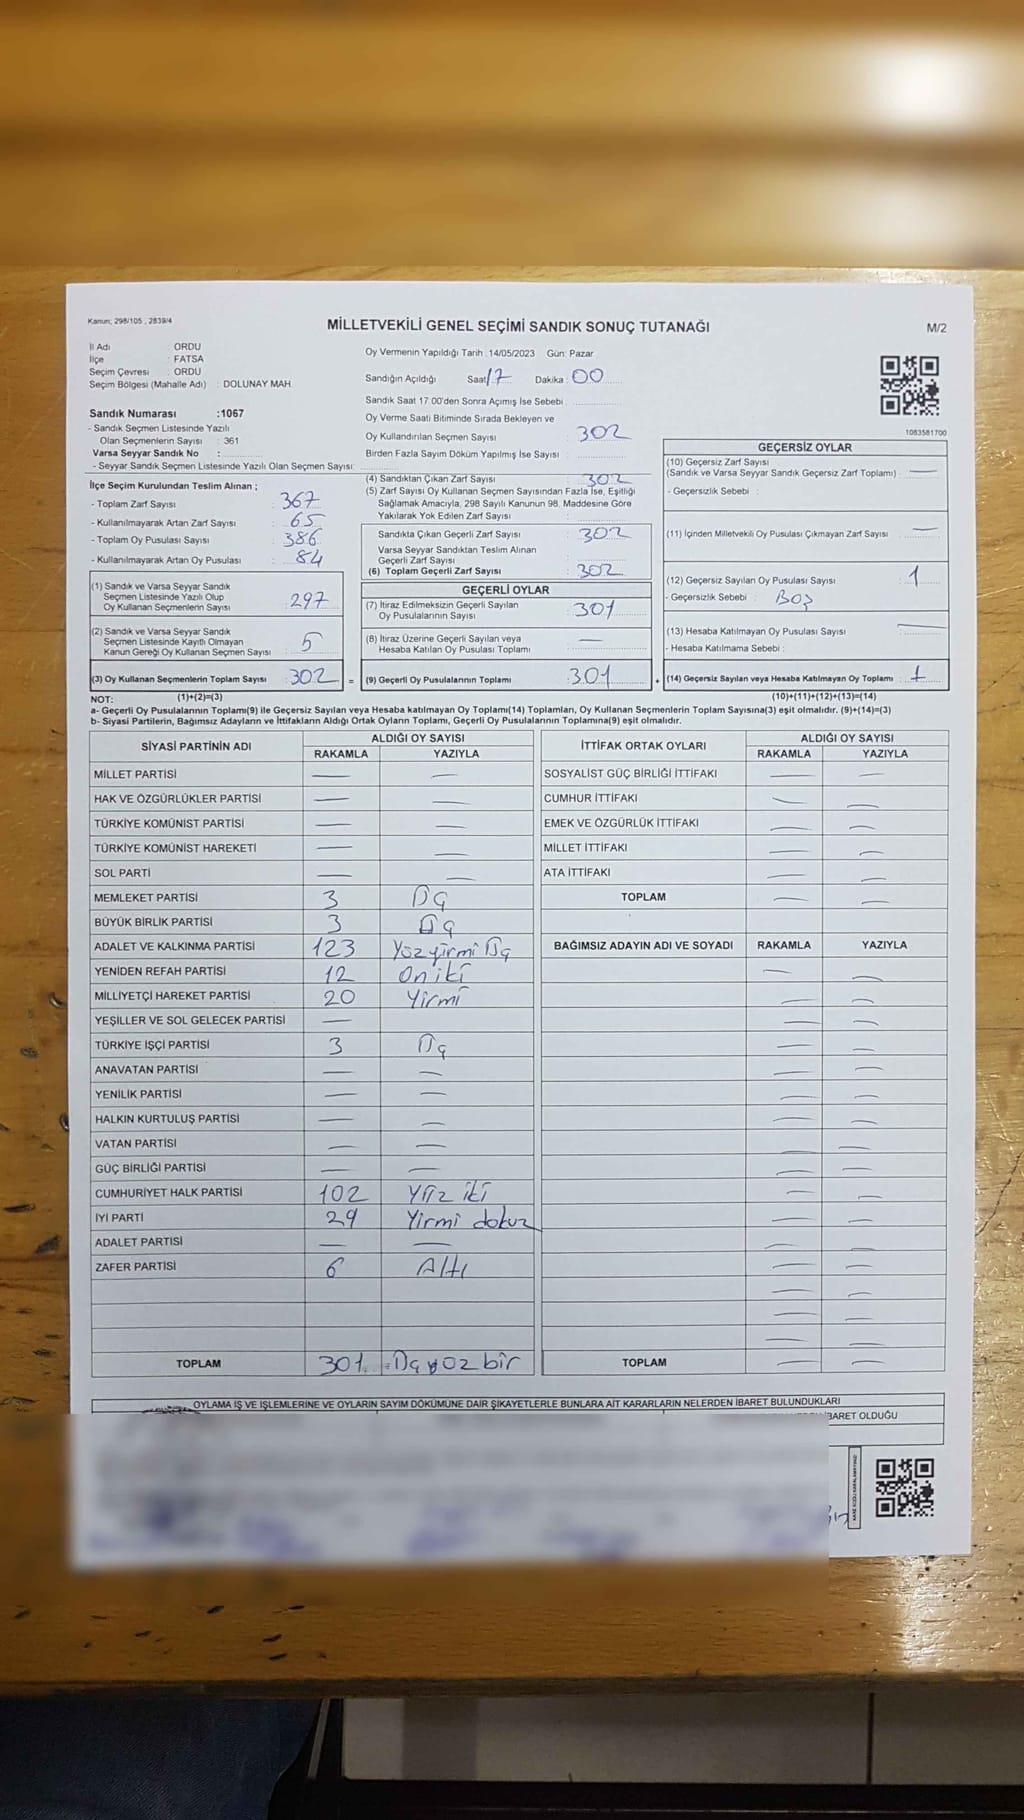 Kanun; 298/105 , 2839/4
MİLLETVEKİLİ GENEL SEÇİMİ SANDIK SONUÇ TUTANAĞI
M/2
İl Adı : ORDU
İlçe : FATSA
Seçim Çevresi : ORDU
Seçim Bölgesi (Mahalle Adı) : DOLUNAY MAH.
Sandık Numarası :1067
- Sandık Seçmen Listesinde Yazılı
Olan Seçmenlerin Sayısı : 361
Varsa Seyyar Sandık No :
- Seyyar Sandık Seçmen Listesinde Yazılı Olan Seçmen Sayısı:
Oy Vermenin Yapıldığı Tarih :14/05/2023 Gün: Pazar
Sandığın Açıldığı Saat 17 Dakika : 00
Sandık Saat 17:00'den Sonra Açımış İse Sebebi :
Oy Verme Saati Bitiminde Sırada Bekleyen ve
Oy Kullandırılan Seçmen Sayısı : 302
Birden Fazla Sayım Döküm Yapılmış İse Sayısı :
1083581700
İlçe Seçim Kurulundan Teslim Alınan ;
- Toplam Zarf Sayısı : 367
- Kullanılmayarak Artan Zarf Sayısı : 65
- Toplam Oy Pusulası Sayısı : 386
- Kullanılmayarak Artan Oy Pusulası : 84
(1) Sandık ve Varsa Seyyar Sandık
Seçmen Listesinde Yazılı Olup
Oy Kullanan Seçmenlerin Sayısı : 297
(2) Sandık ve Varsa Seyyar Sandık
Seçmen Listesinde Kayıtlı Olmayan
Kanun Gereği Oy Kullanan Seçmen Sayısı : 5
(3) Oy Kullanan Seçmenlerin Toplam Sayısı : 302 =
(1)+(2)=(3)
(4) Sandıktan Çıkan Zarf Sayısı : 302
(5) Zarf Sayısı Oy Kullanan Seçmen Sayısından Fazla İse, Eşitliği
Sağlamak Amacıyla, 298 Sayılı Kanunun 98. Maddesine Göre
Yakılarak Yok Edilen Zarf Sayısı :
Sandıkta Çıkan Geçerli Zarf Sayısı : 302
Varsa Seyyar Sandıktan Teslim Alınan
Geçerli Zarf Sayısı :
(6) Toplam Geçerli Zarf Sayısı : 302
GEÇERLİ OYLAR
(7) İtiraz Edilmeksizin Geçerli Sayılan
Oy Pusulalarının Sayısı : 301
(8) İtiraz Üzerine Geçerli Sayılan veya
Hesaba Katılan Oy Pusulası Toplamı : —
(9) Geçerli Oy Pusulalarının Toplamı : 301 +
GEÇERSİZ OYLAR
(10) Geçersiz Zarf Sayısı
(Sandık ve Varsa Seyyar Sandık Geçersiz Zarf Toplamı) : —
- Geçersizlik Sebebi :
(11) İçinden Milletvekili Oy Pusulası Çıkmayan Zarf Sayısı : —
(12) Geçersiz Sayılan Oy Pusulası Sayısı : 1
- Geçersizlik Sebebi : BOŞ
(13) Hesaba Katılmayan Oy Pusulası Sayısı : —
- Hesaba Katılmama Sebebi :
(14) Geçersiz Sayılan veya Hesaba Katılmayan Oy Toplamı : 1
(10)+(11)+(12)+(13)=(14)
NOT:
a- Geçerli Oy Pusulalarının Toplamı(9) ile Geçersiz Sayılan veya Hesaba katılmayan Oy Toplamı(14) Toplamları, Oy Kullanan Seçmenlerin Toplam Sayısına(3) eşit olmalıdır. (9)+(14)=(3)
b- Siyasi Partilerin, Bağımsız Adayların ve İttifakların Aldığı Ortak Oyların Toplamı, Geçerli Oy Pusulalarının Toplamına(9) eşit olmalıdır.
SİYASİ PARTİNİN ADI ALDIĞI OY SAYISI
RAKAMLA YAZIYLA
MİLLET PARTİSİ — —
HAK VE ÖZGÜRLÜKLER PARTİSİ — —
TÜRKİYE KOMÜNİST PARTİSİ — —
TÜRKİYE KOMÜNİST HAREKETİ — —
SOL PARTİ — —
MEMLEKET PARTİSİ 3 Üç
BÜYÜK BİRLİK PARTİSİ 3 Üç
ADALET VE KALKINMA PARTİSİ 123 Yüzyirmi Üç
YENİDEN REFAH PARTİSİ 12 On iki
MİLLİYETÇİ HAREKET PARTİSİ 20 Yirmi
YEŞİLLER VE SOL GELECEK PARTİSİ —
TÜRKİYE İŞÇİ PARTİSİ 3 Üç
ANAVATAN PARTİSİ — —
YENİLİK PARTİSİ — —
HALKIN KURTULUŞ PARTİSİ — —
VATAN PARTİSİ — —
GÜÇ BİRLİĞİ PARTİSİ — —
CUMHURİYET HALK PARTİSİ 102 Yüz iki
İYİ PARTİ 29 Yirmi dokuz
ADALET PARTİSİ — —
ZAFER PARTİSİ 6 Altı
TOPLAM 301 Üçyüz bir
İTTİFAK ORTAK OYLARI ALDIĞI OY SAYISI
RAKAMLA YAZIYLA
SOSYALİST GÜÇ BİRLİĞİ İTTİFAKI — —
CUMHUR İTTİFAKI — —
EMEK VE ÖZGÜRLÜK İTTİFAKI — —
MİLLET İTTİFAKI — —
ATA İTTİFAKI — —
TOPLAM — —
BAĞIMSIZ ADAYIN ADI VE SOYADI RAKAMLA YAZIYLA
TOPLAM — —
OYLAMA İŞ VE İŞLEMLERİNE VE OYLARIN SAYIM DÖKÜMÜNE DAİR ŞİKAYETLERLE BUNLARA AİT KARARLARIN NELERDEN İBARET BULUNDUKLARI
İBARET OLDUĞU